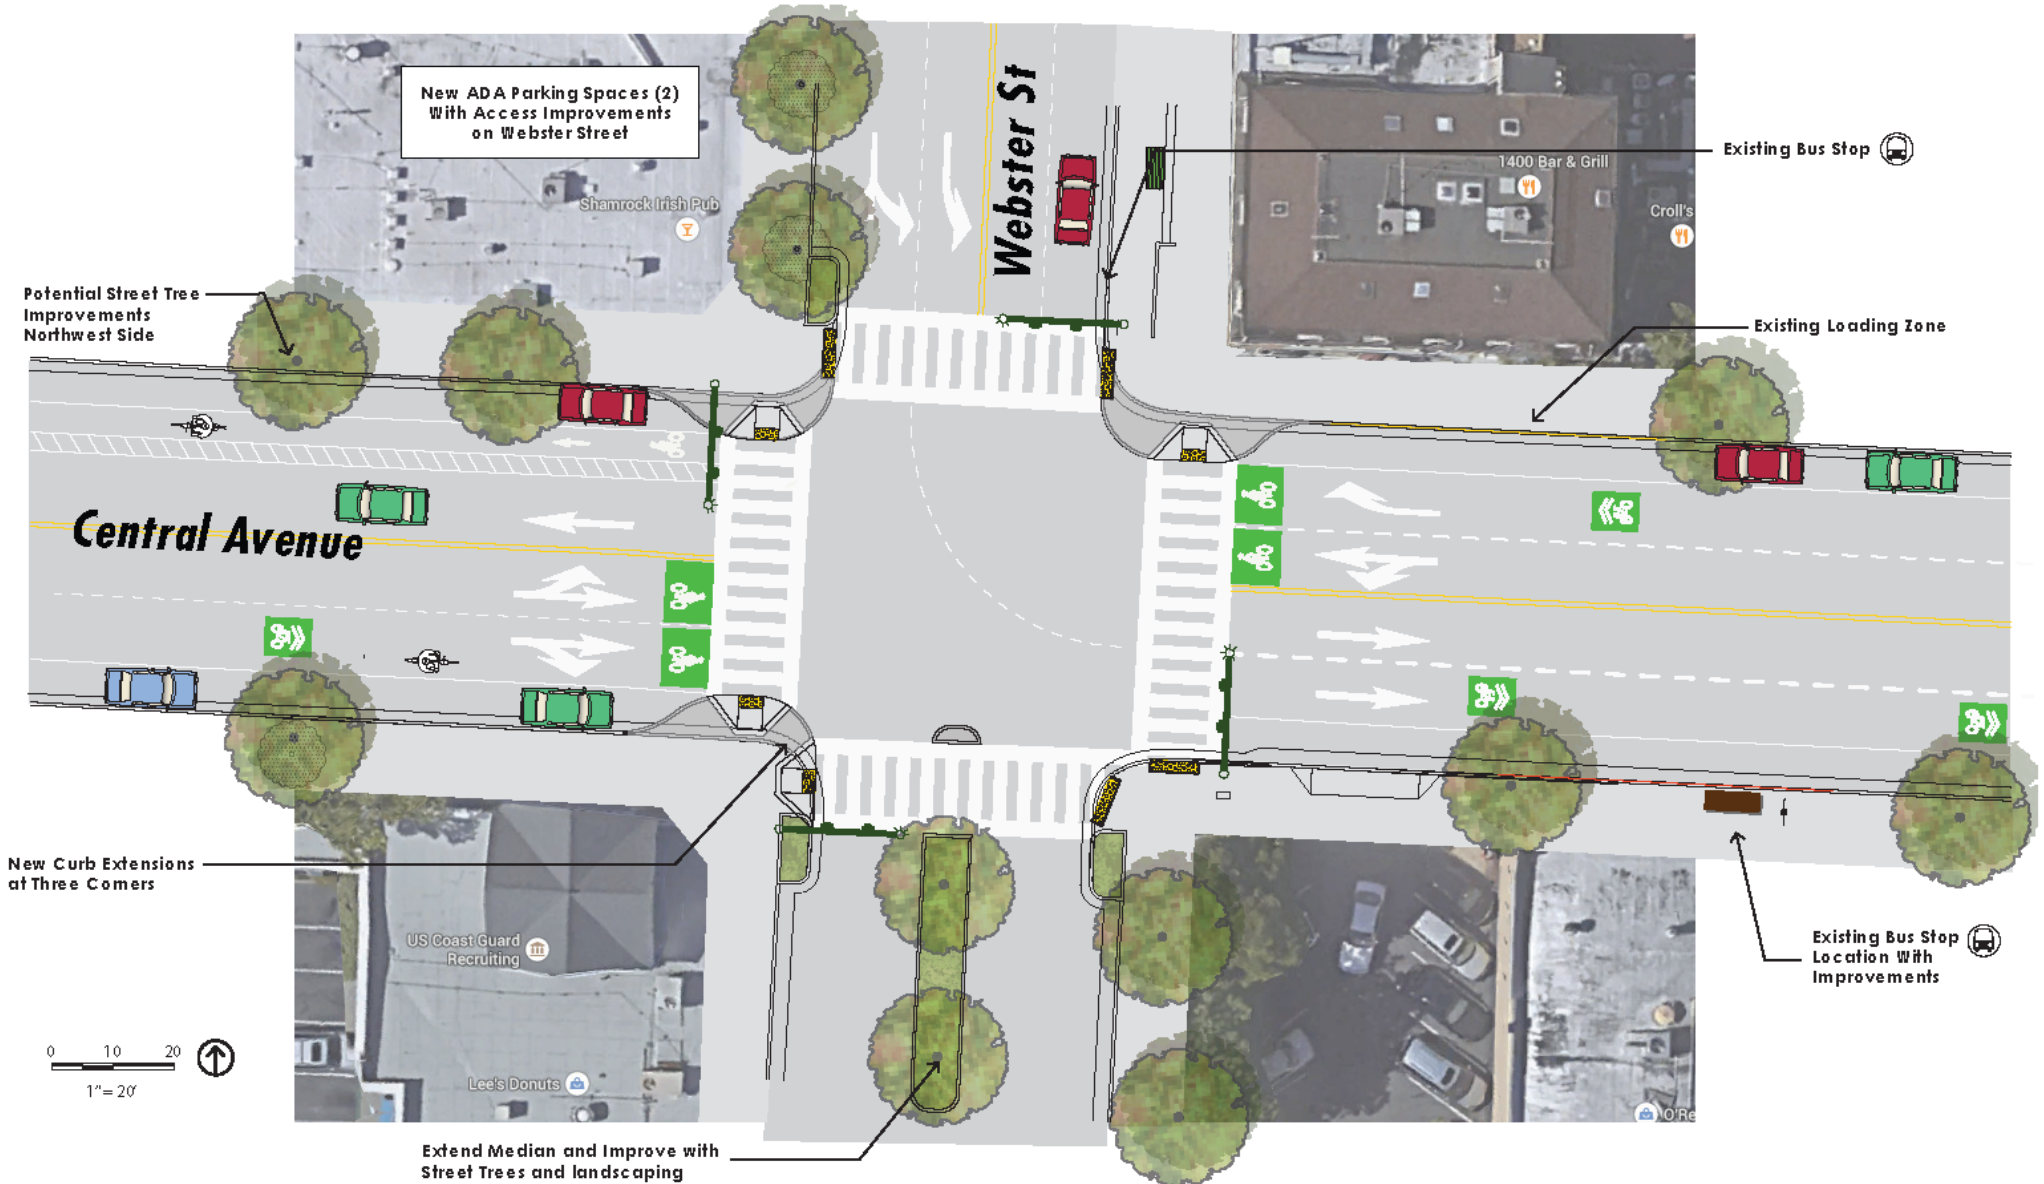 New ADA Parking Spaces (2)
With Access Improvements
on Webster Street
Webster St
Existing Bus Stop
1400 Bar & Grill
Croll's
Shamrock Irish Pub
Potential Street Tree
Improvements
Northwest Side
Existing Loading Zone
Central Avenue
New Curb Extensions
at Three Corners
US Coast Guard
Recruiting
Existing Bus Stop
Location With
Improvements
0 10 20
1"= 20'
Lee's Donuts
O'Re
Extend Median and Improve with
Street Trees and landscaping